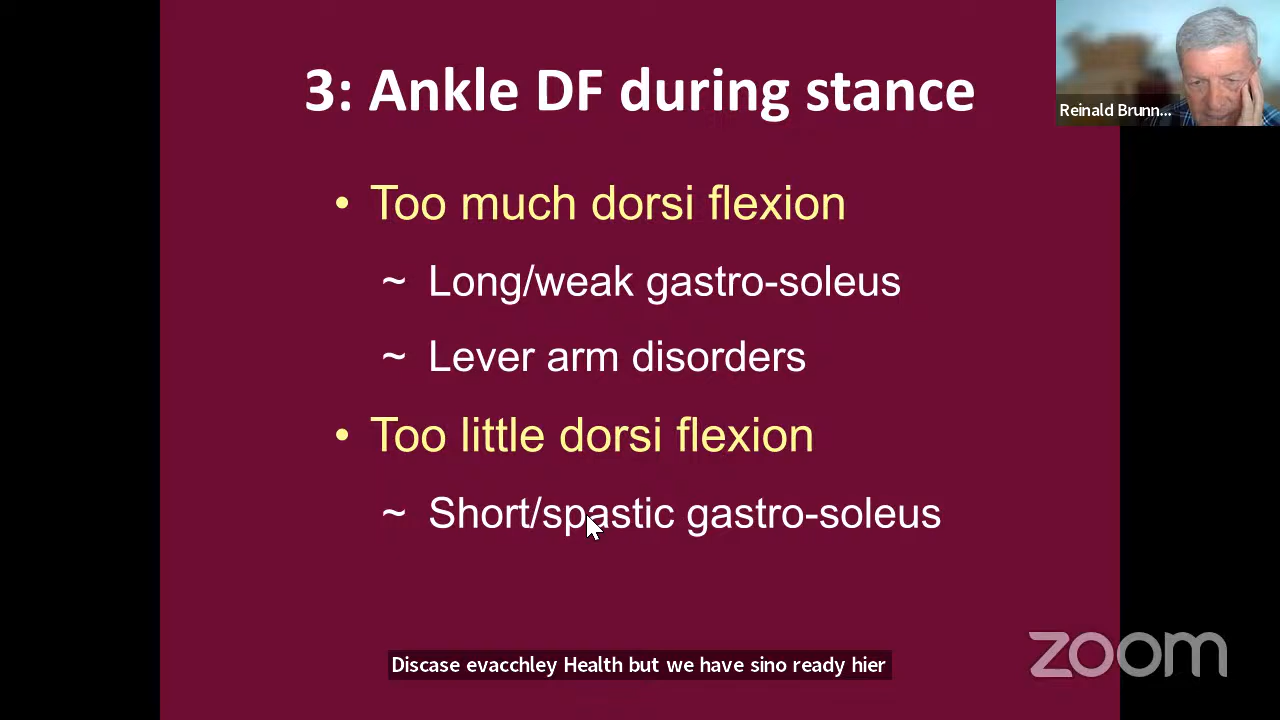 3: Ankle DF during stance
Reinald Brunn...
• Too much dorsi flexion
~ Long/weak gastro-soleus
~ Lever arm disorders
• Too little dorsi flexion
~ Short/spastic gastro-soleus
Discase evacchley Health but we have sino ready hier
zoom